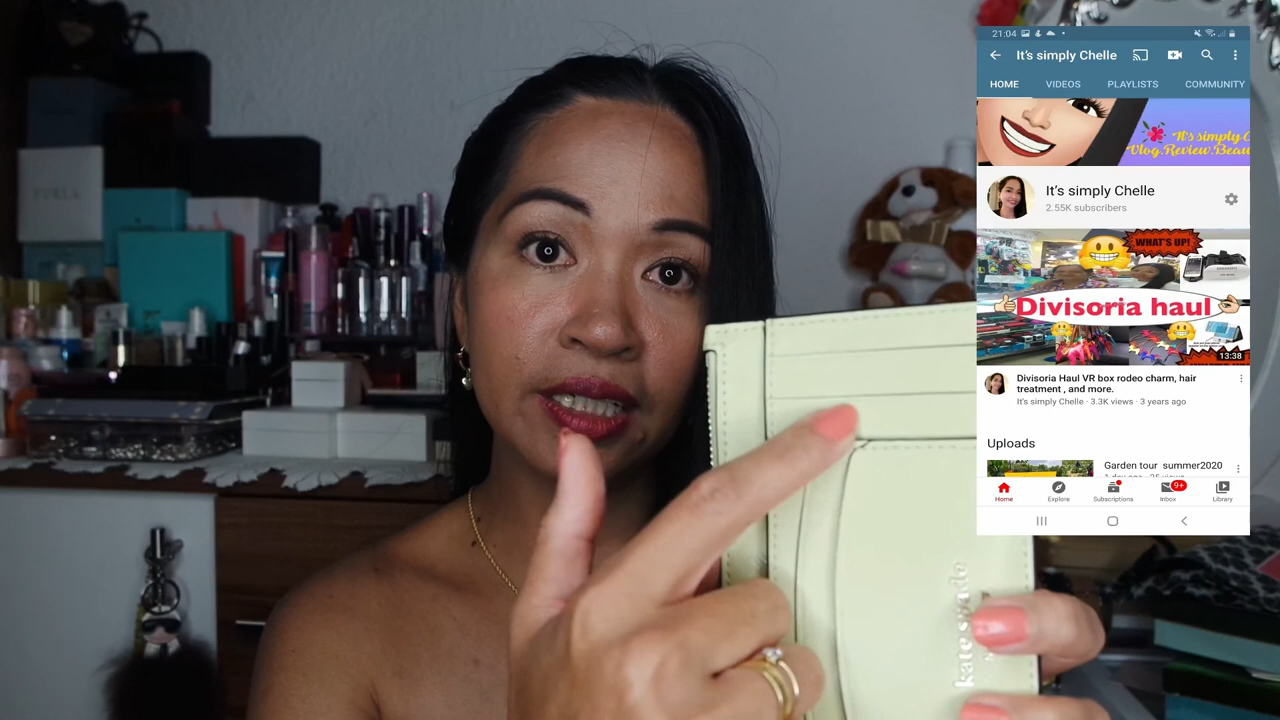 FURLA
kate spade
21:04
It's simply Chelle
HOME VIDEOS PLAYLISTS COMMUNITY
It's simply
Vlog.Review.Beau
It's simply Chelle
2.55K subscribers
WHAT'S UP!
Divisoria haul
13:38
Divisoria Haul VR box rodeo charm, hair
treatment , and more.
It's simply Chelle · 3.3K views · 3 years ago
Uploads
Garden tour summer2020
9+
Home Explore Subscriptions Inbox Library